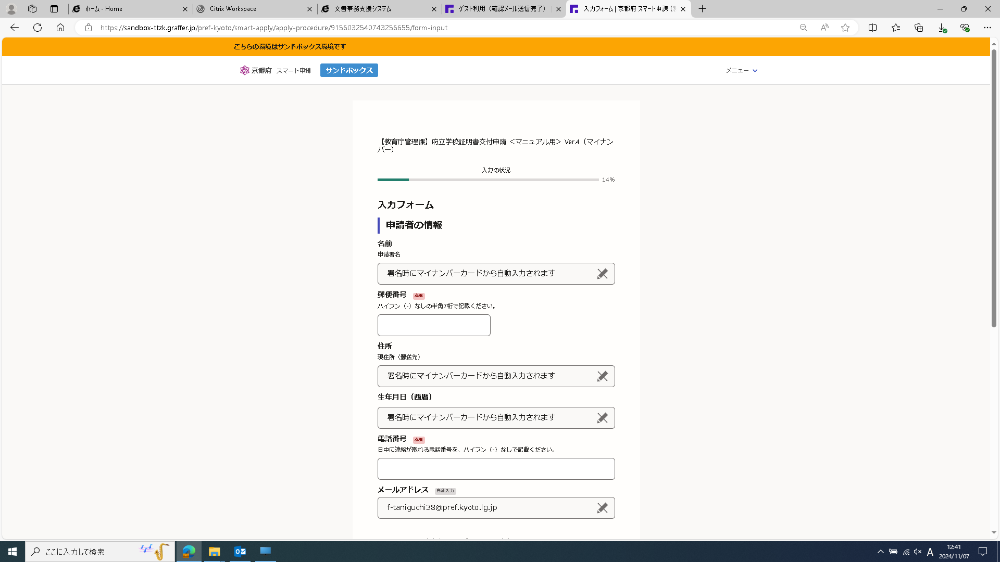 ホーム - Home
Citrix Workspace
文書事務支援システム
ゲスト利用（確認メール送信完了）
入力フォーム | 京都府 スマート申請
https://sandbox-ttzk.graffer.jp/pref-kyoto/smart-apply/apply-procedure/9156032540743256655/form-input
こちらの環境はサンドボックス環境です
京都府 スマート申請 サンドボックス
メニュー
【教育庁管理課】府立学校証明書交付申請 ＜マニュアル用＞ Ver.4（マイナン
バー）
入力の状況
14%
入力フォーム
申請者の情報
名前
申請者名
署名時にマイナンバーカードから自動入力されます
郵便番号 必須
ハイフン（-）なしの半角7桁で記載ください。
住所
現住所（郵送先）
署名時にマイナンバーカードから自動入力されます
生年月日（西暦）
署名時にマイナンバーカードから自動入力されます
電話番号 必須
日中に連絡が取れる電話番号を、ハイフン（-）なしで記載ください。
メールアドレス 自動入力
f-taniguchi38@pref.kyoto.lg.jp
ここに入力して検索
A
12:41
2024/11/07